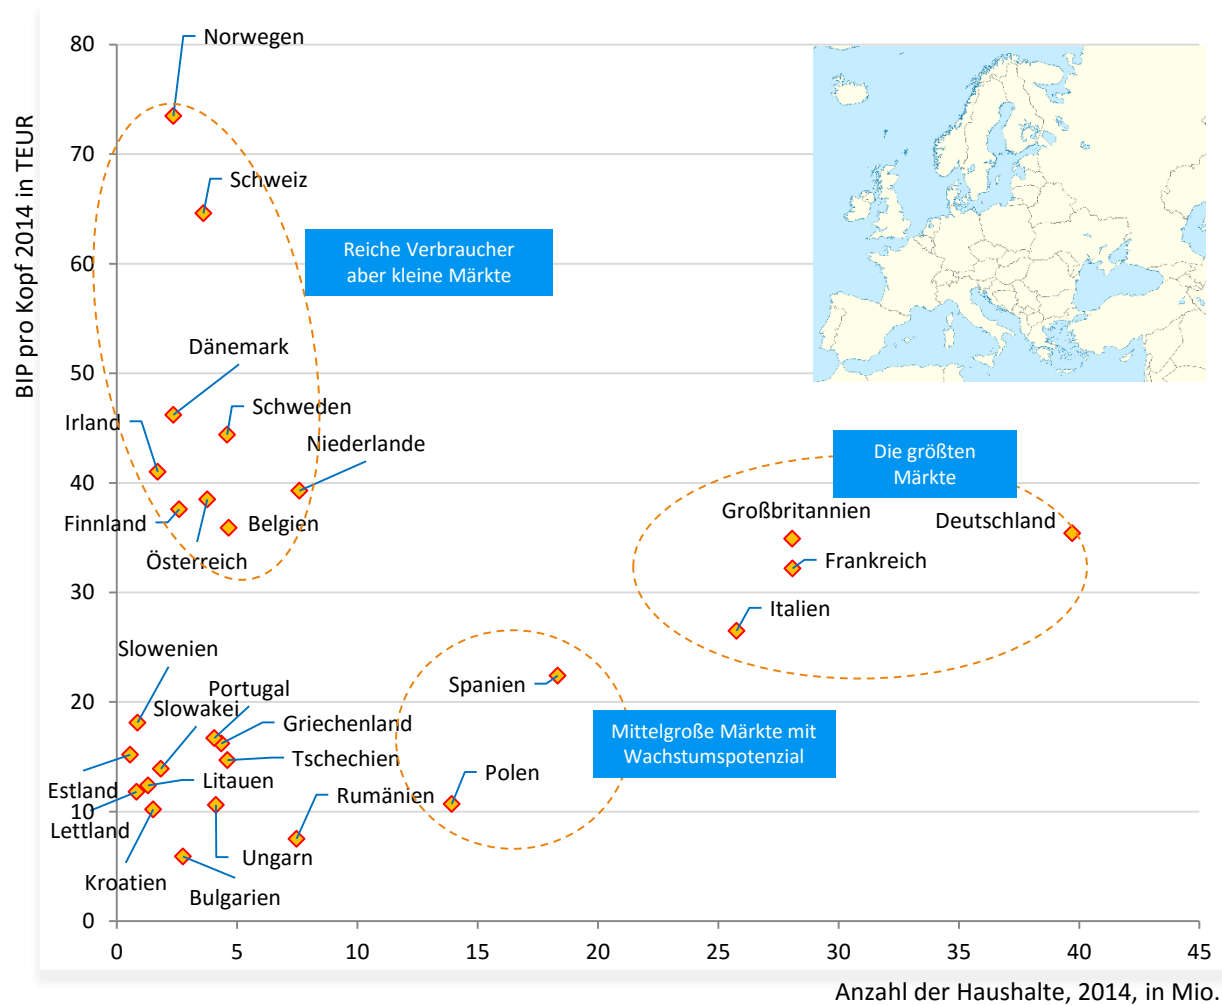 BIP pro Kopf 2014 in TEUR
80
70
60
50
40
30
20
10
0
Norwegen
Schweiz
Reiche Verbraucher
aber kleine Märkte
Dänemark
Schweden
Irland
Niederlande
Finnland
Belgien
Österreich
Die größten
Märkte
Großbritannien
Deutschland
Frankreich
Italien
Slowenien
Portugal
Slowakei
Griechenland
Tschechien
Spanien
Mittelgroße Märkte mit
Wachstumspotenzial
Polen
Litauen
Estland
Rumänien
Lettland
Ungarn
Kroatien
Bulgarien
0
5
10
15
20
25
30
35
40
45
Anzahl der Haushalte, 2014, in Mio.